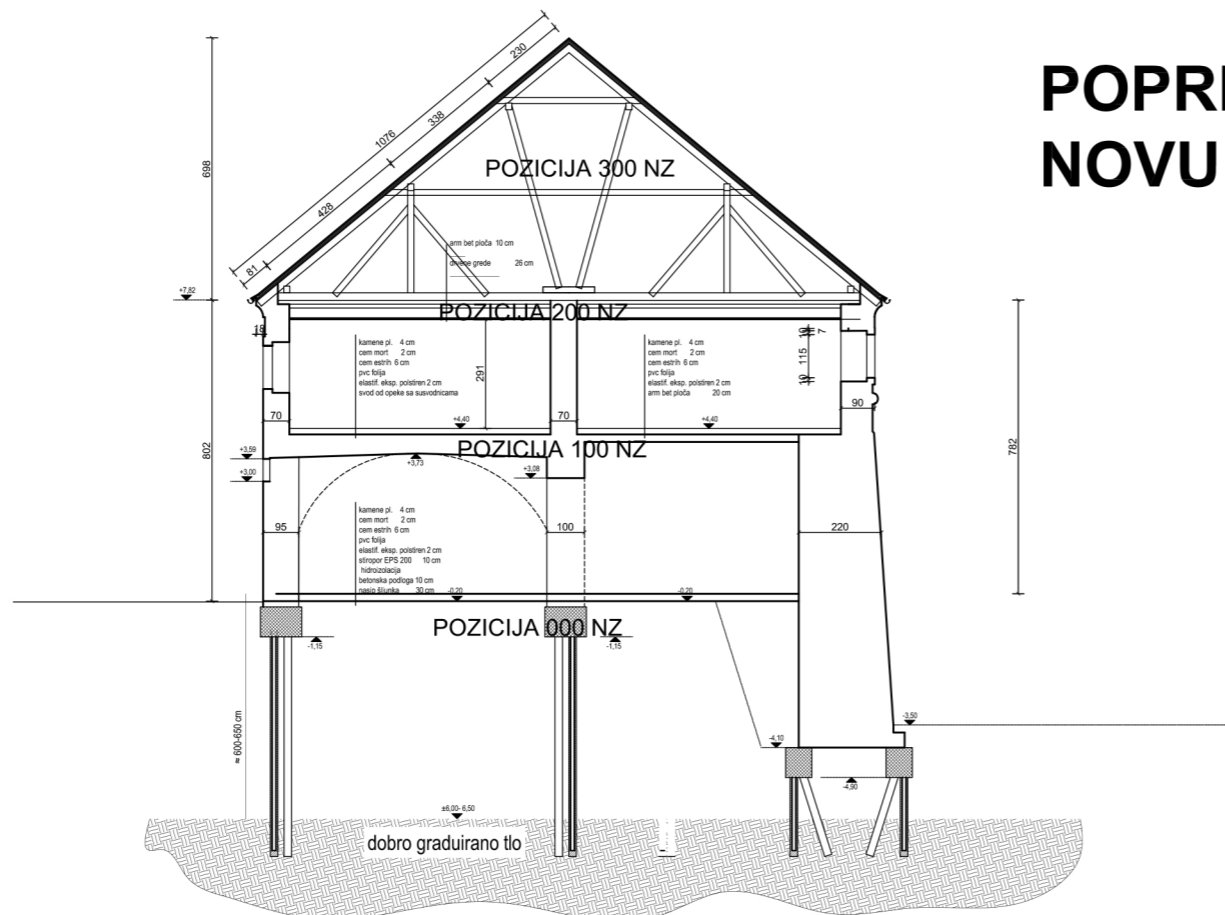 POPRE
NOVU
230
338
1076
428
81
698
POZICIJA 300 NZ
arm bet ploča 10 cm
drvene grede 26 cm
+7,82
POZICIJA 200 NZ
18
10
7
115
10
kamene pl. 4 cm
cem mort 2 cm
cem estrih 6 cm
pvc folija
elastif. eksp. polstiren 2 cm
svod od opeke sa susvodnicama
291
kamene pl. 4 cm
cem mort 2 cm
cem estrih 6 cm
pvc folija
elastif. eksp. polstiren 2 cm
arm bet ploča 20 cm
70
+4,40
70
+4,40
90
802
782
POZICIJA 100 NZ
+3,59
+3,73
+3,08
+3,00
95
100
220
kamene pl. 4 cm
cem mort 2 cm
cem estrih 6 cm
pvc folija
elastif. eksp. polstiren 2 cm
stiropor EPS 200 10 cm
hidroizolacija
betonska podloga 10 cm
nasip šljunka 30 cm
-0,20
-0,20
POZICIJA 000 NZ
-1,15
-1,15
≈ 600-650 cm
-3,50
-4,10
-4,90
±6,00- 6,50
dobro graduirano tlo